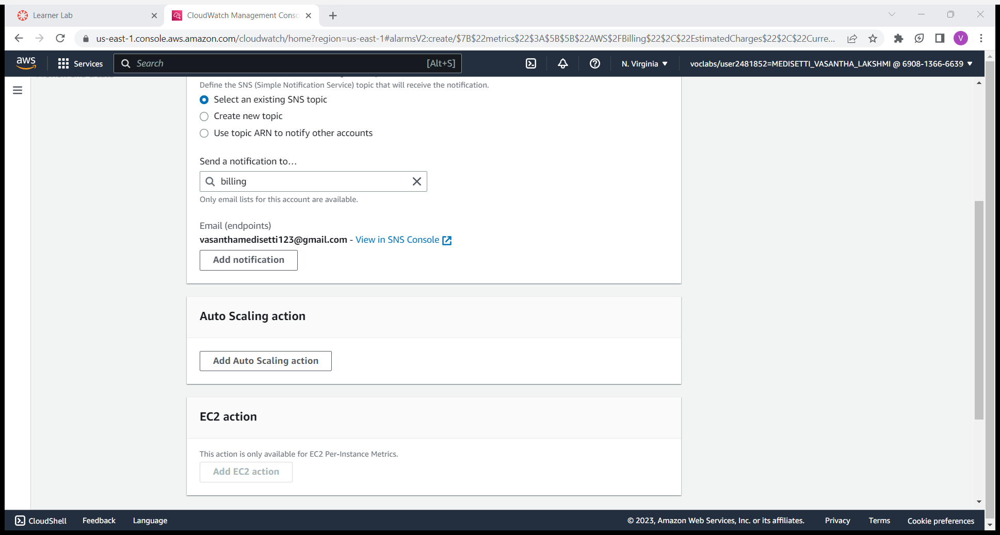 Learner Lab
CloudWatch Management Conso
us-east-1.console.aws.amazon.com/cloudwatch/home?region=us-east-1#alarmsV2:create/$7B$22metrics$22$3A$5B$5B$22AWS$2FBilling$22$2C$22EstimatedCharges$22$2C$22Curre...
V
aws
Services
Search
[Alt+S]
N. Virginia
voclabs/user2481852=MEDISETTI_VASANTHA_LAKSHMI @ 6908-1366-6639
Define the SNS (Simple Notification Service) topic that will receive the notification.
Select an existing SNS topic
Create new topic
Use topic ARN to notify other accounts
Send a notification to…
billing
Only email lists for this account are available.
Email (endpoints)
vasanthamedisetti123@gmail.com - View in SNS Console
Add notification
Auto Scaling action
Add Auto Scaling action
EC2 action
This action is only available for EC2 Per-Instance Metrics.
Add EC2 action
CloudShell
Feedback
Language
© 2023, Amazon Web Services, Inc. or its affiliates.
Privacy
Terms
Cookie preferences